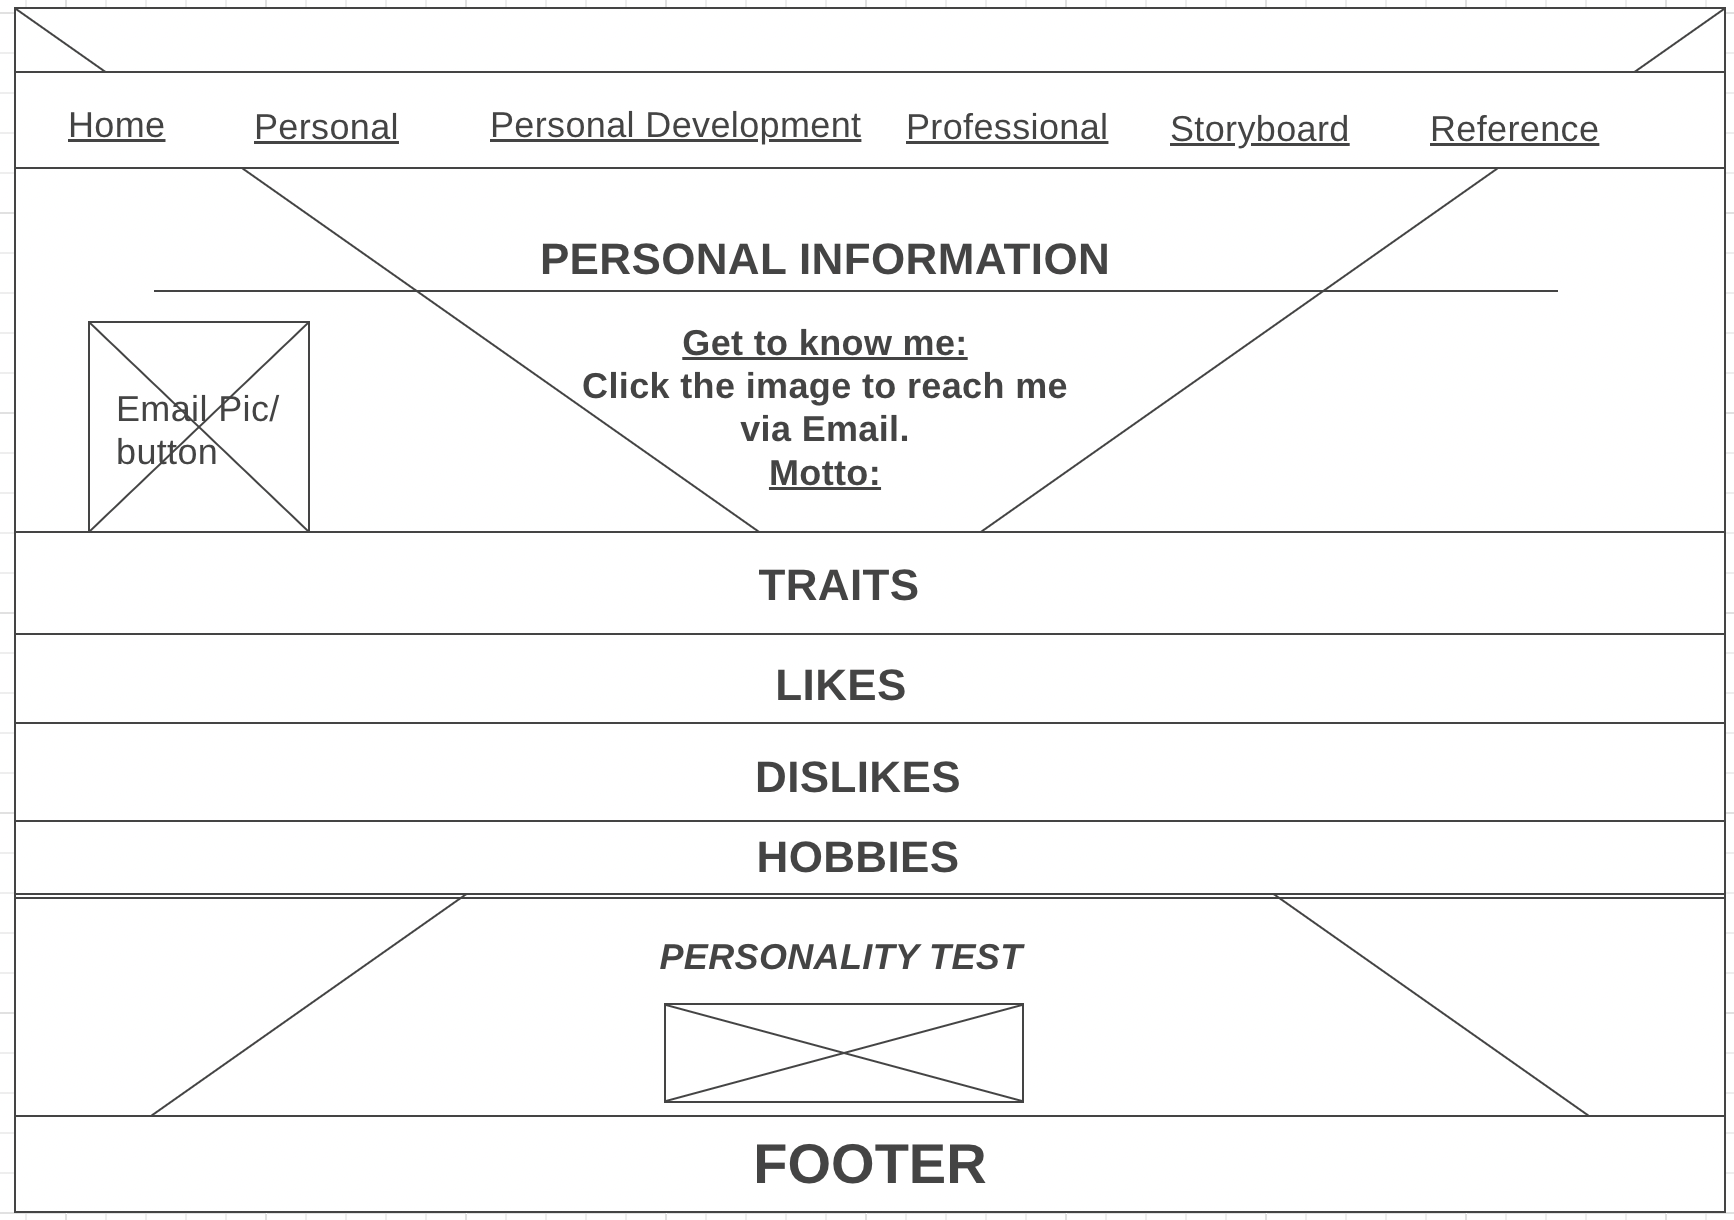 Home Personal Personal Development Professional Storyboard Reference
PERSONAL INFORMATION
Get to know me:
Click the image to reach me
via Email.
Motto:
Email Pic/
button
TRAITS
LIKES
DISLIKES
HOBBIES
PERSONALITY TEST
FOOTER